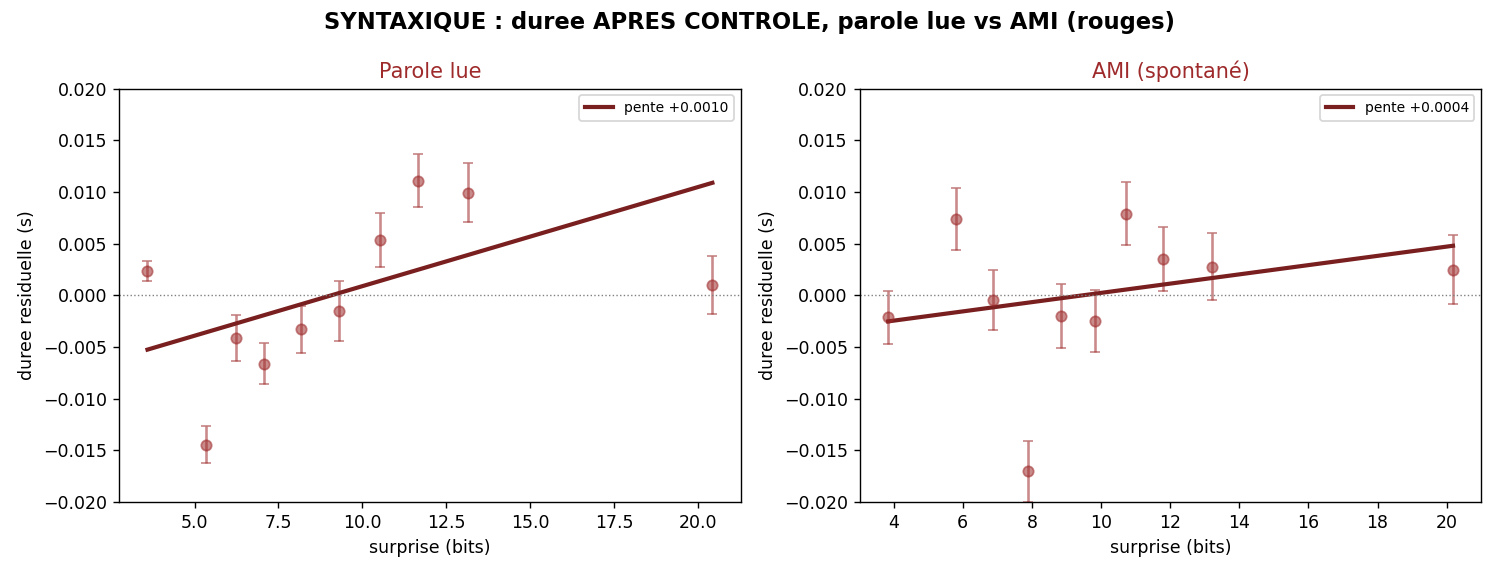 SYNTAXIQUE : duree APRES CONTROLE, parole lue vs AMI (rouges)
Parole lue
pente +0.0010
duree residuelle (s)
0.020
0.015
0.010
0.005
0.000
−0.005
−0.010
−0.015
−0.020
5.0 7.5 10.0 12.5 15.0 17.5 20.0
surprise (bits)
AMI (spontané)
pente +0.0004
duree residuelle (s)
0.020
0.015
0.010
0.005
0.000
−0.005
−0.010
−0.015
−0.020
4 6 8 10 12 14 16 18 20
surprise (bits)